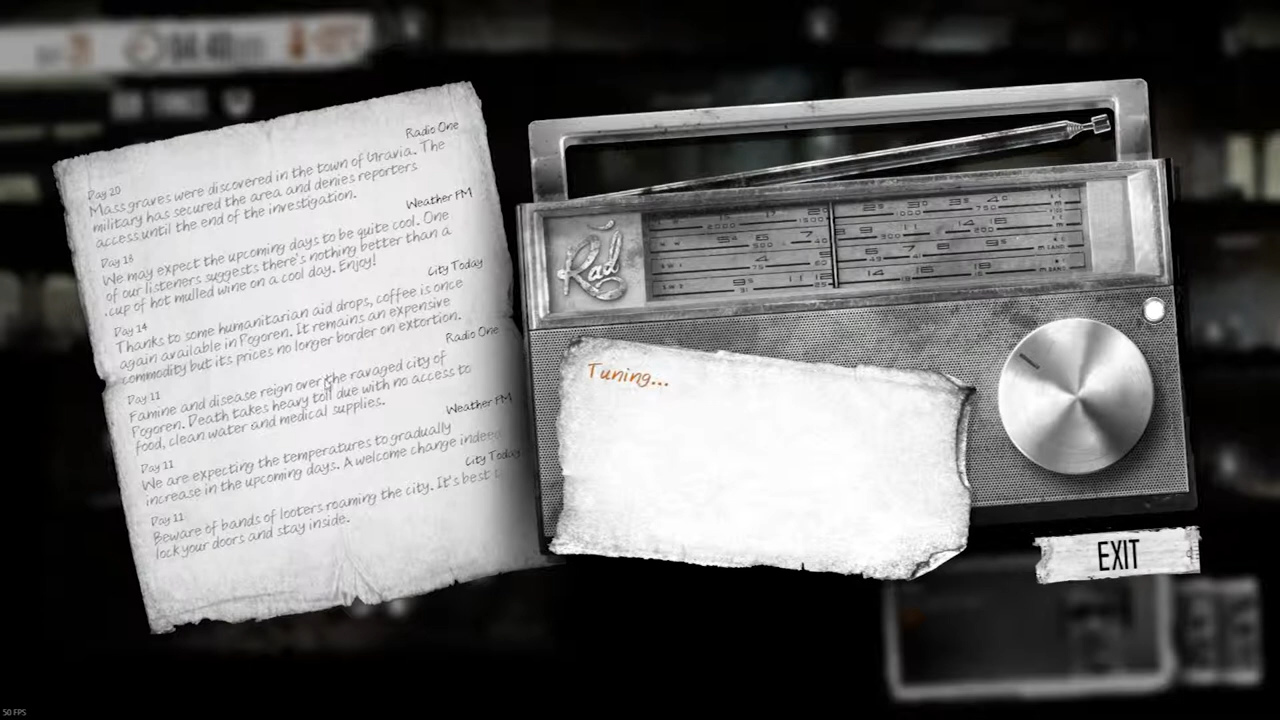 Radio One
Day 20
Mass graves were discovered in the town of Gravia. The
military has secured the area and denies reporters
access until the end of the investigation.
Weather FM
Day 18
We may expect the upcoming days to be quite cool. One
of our listeners suggests there's nothing better than a
cup of hot mulled wine on a cool day. Enjoy!
City Today
Day 14
Thanks to some humanitarian aid drops, coffee is once
again available in Pogoren. It remains an expensive
commodity but its prices no longer border on extortion.
Radio One
Day 11
Famine and disease reign over the ravaged city of
Pogoren. Death takes heavy toll due with no access to
food, clean water and medical supplies.
Weather FM
Day 11
We are expecting the temperatures to gradually
increase in the upcoming days. A welcome change indeed
City Today
Day 11
Beware of bands of looters roaming the city. It's best
lock your doors and stay inside.
Rad
Tuning...
EXIT
50 FPS